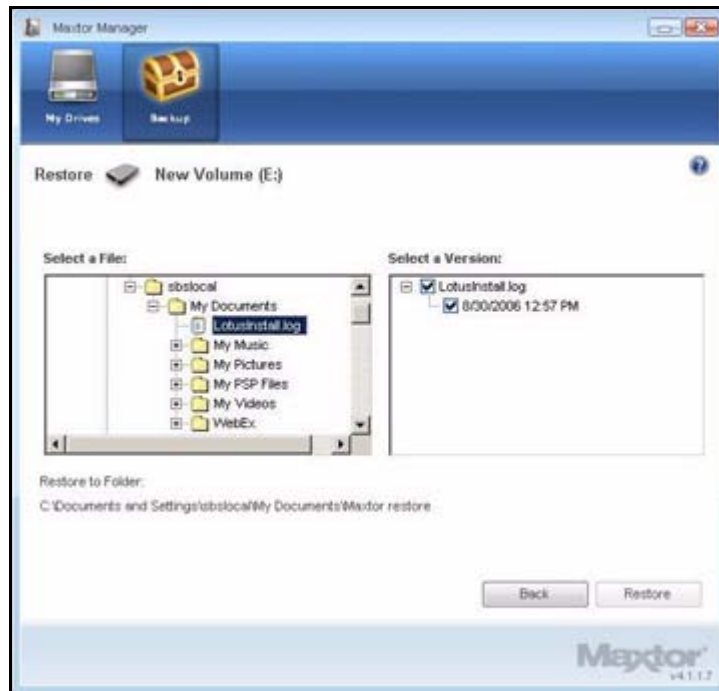 Maxtor Manager
My Drives
Backup
Restore New Volume (E:)
Select a File:
sbslocal
My Documents
LotusInstall.log
My Music
My Pictures
My PSP Files
My Videos
WebEx
Select a Version:
LotusInstall.log
8/30/2006 12:57 PM
Restore to Folder:
C:\Documents and Settings\sbslocal\My Documents\Maxtor restore
Back
Restore
Maxtor
v4.1.1.7